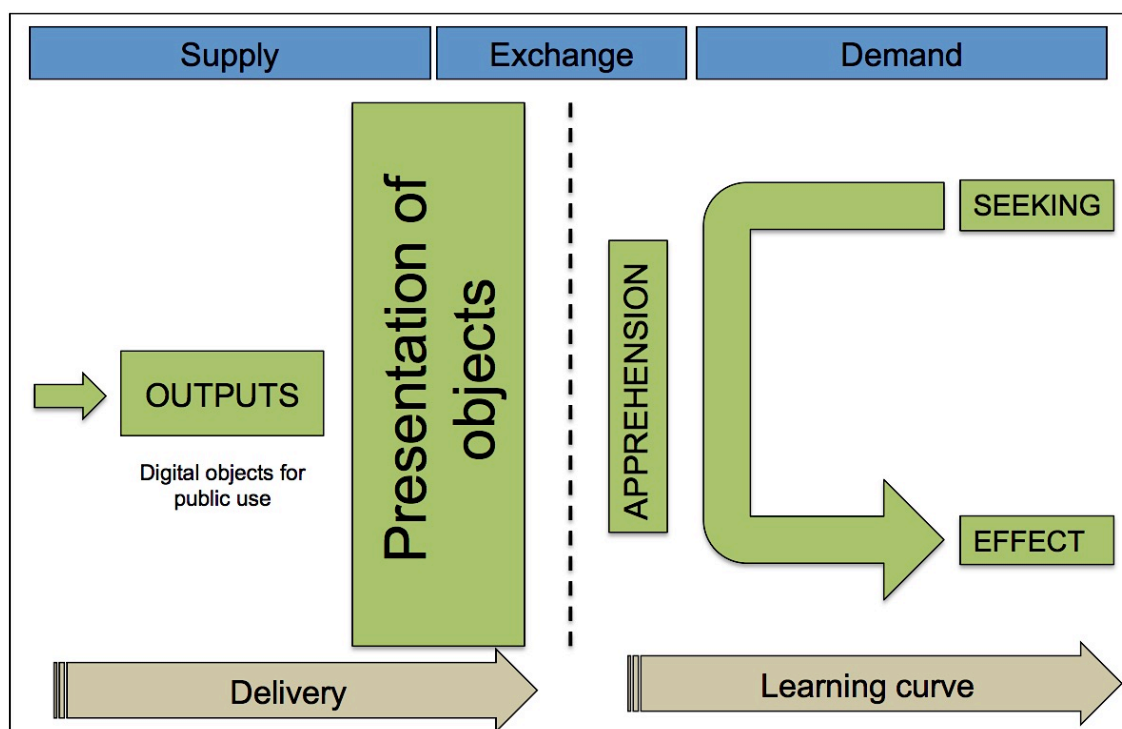 Supply
Exchange
Demand
OUTPUTS
Digital objects for
public use
Presentation of
objects
APPREHENSION
SEEKING
EFFECT
Delivery
Learning curve